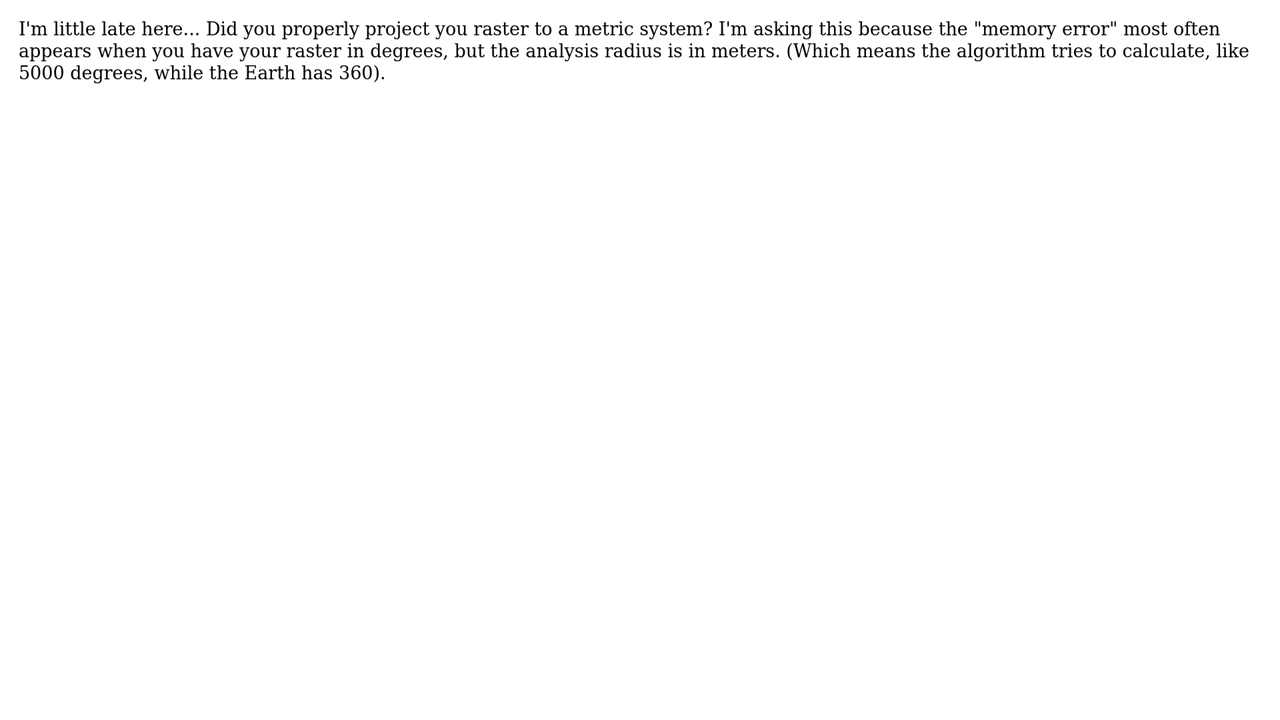 I'm little late here... Did you properly project you raster to a metric system? I'm asking this because the "memory error" most often
appears when you have your raster in degrees, but the analysis radius is in meters. (Which means the algorithm tries to calculate, like
5000 degrees, while the Earth has 360).